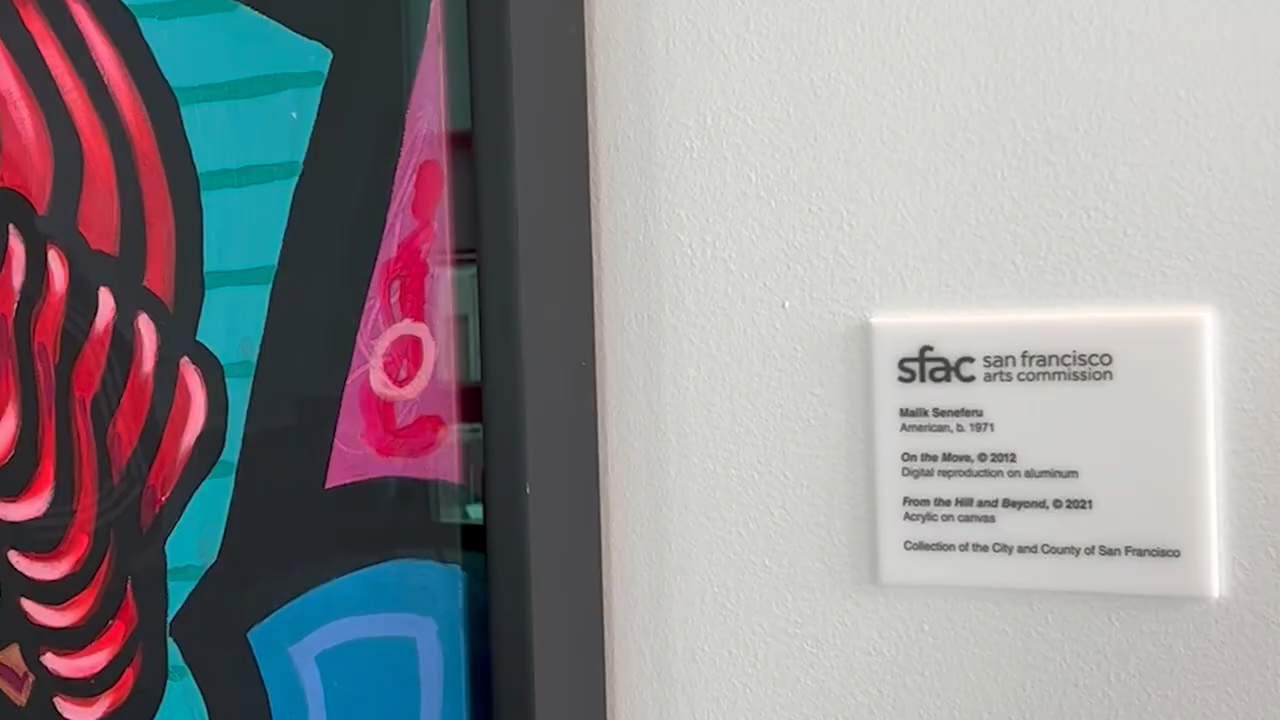 sfac san francisco
arts commission
Malik Seneferu
American, b. 1971
On the Move, © 2012
Digital reproduction on aluminum
From the Hill and Beyond, © 2021
Acrylic on canvas
Collection of the City and County of San Francisco